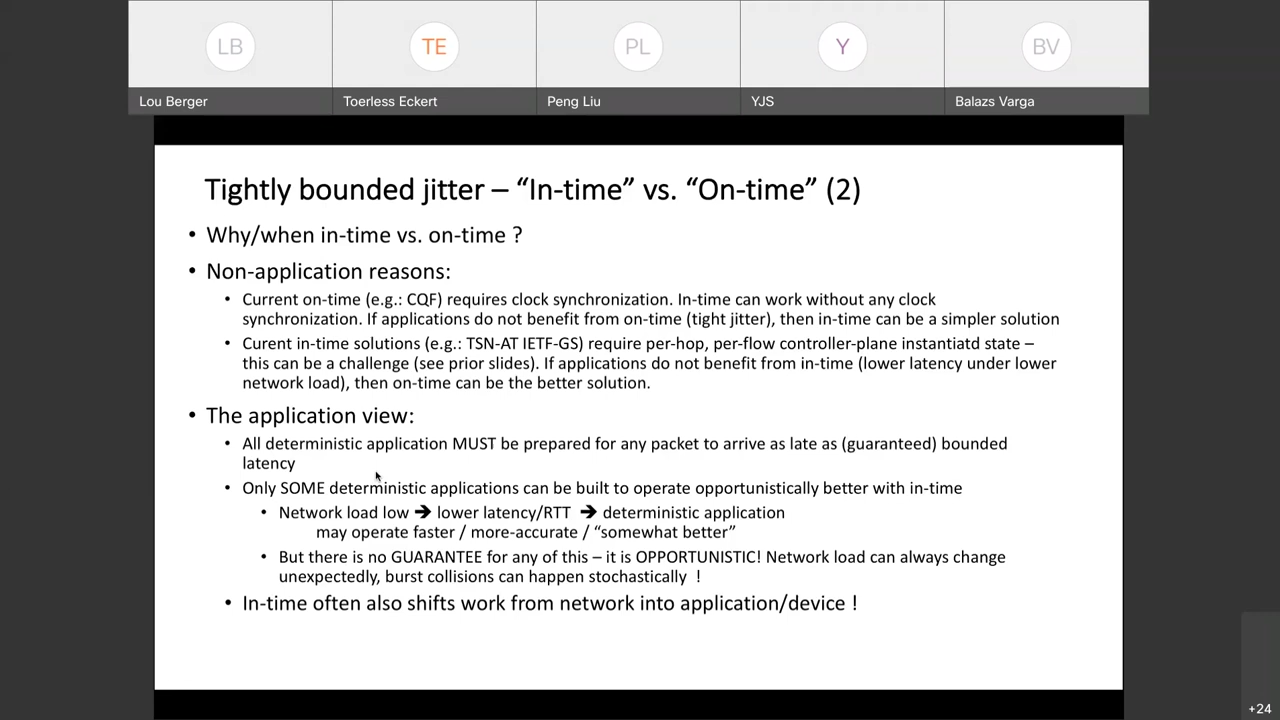 LB
TE
PL
Y
BV
Lou Berger
Toerless Eckert
Peng Liu
YJS
Balazs Varga
Tightly bounded jitter – “In-time” vs. “On-time” (2)
• Why/when in-time vs. on-time ?
• Non-application reasons:
• Current on-time (e.g.: CQF) requires clock synchronization. In-time can work without any clock
synchronization. If applications do not benefit from on-time (tight jitter), then in-time can be a simpler solution
• Curent in-time solutions (e.g.: TSN-AT IETF-GS) require per-hop, per-flow controller-plane instantiatd state –
this can be a challenge (see prior slides). If applications do not benefit from in-time (lower latency under lower
network load), then on-time can be the better solution.
• The application view:
• All deterministic application MUST be prepared for any packet to arrive as late as (guaranteed) bounded
latency
• Only SOME deterministic applications can be built to operate opportunistically better with in-time
• Network load low ➔ lower latency/RTT ➔ deterministic application
may operate faster / more-accurate / “somewhat better”
• But there is no GUARANTEE for any of this – it is OPPORTUNISTIC! Network load can always change
unexpectedly, burst collisions can happen stochastically !
• In-time often also shifts work from network into application/device !
+24